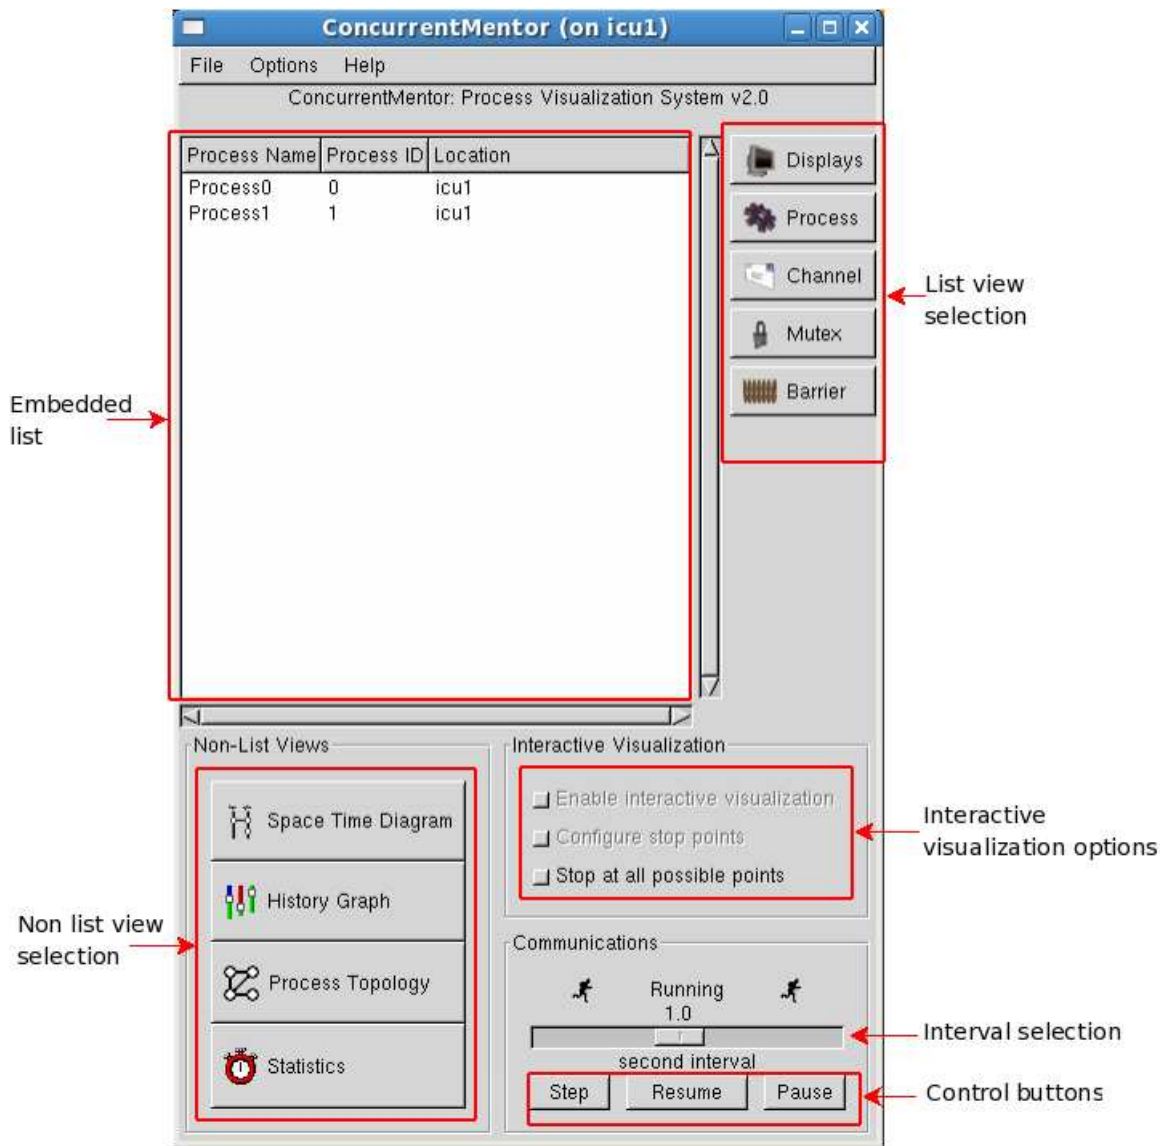 ConcurrentMentor (on icu1)
File Options Help
ConcurrentMentor: Process Visualization System v2.0
Process Name Process ID Location
Process0 0 icu1
Process1 1 icu1
Displays
Process
Channel
Mutex
Barrier
List view
selection
Embedded
list
Non-List Views
Space Time Diagram
History Graph
Process Topology
Statistics
Non list view
selection
Interactive Visualization
Enable interactive visualization
Configure stop points
Stop at all possible points
Interactive
visualization options
Communications
Running
1.0
second interval
Interval selection
Step Resume Pause
Control buttons